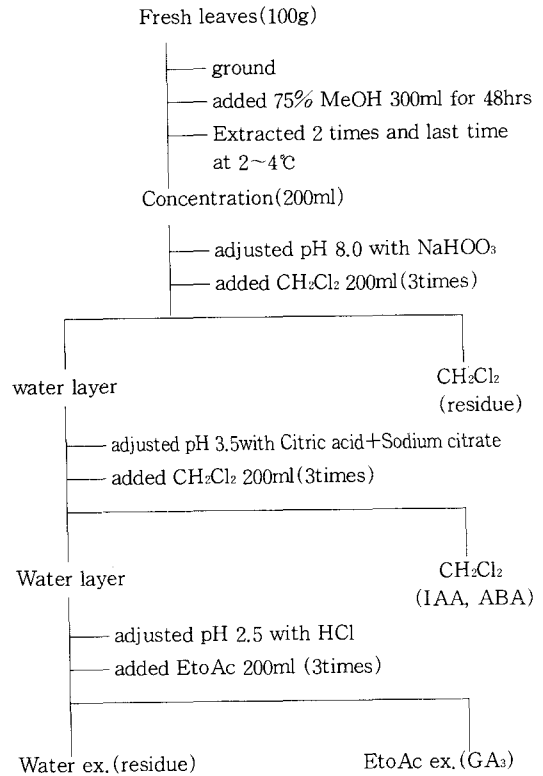 Fresh leaves(100g)
ground
added 75% MeOH 300ml for 48hrs
Extracted 2 times and last time
at 2~4℃
Concentration(200ml)
adjusted pH 8.0 with NaHOO₃
added CH₂Cl₂ 200ml(3times)
water layer
CH₂Cl₂
(residue)
adjusted pH 3.5with Citric acid+Sodium citrate
added CH₂Cl₂ 200ml(3times)
Water layer
CH₂Cl₂
(IAA, ABA)
adjusted pH 2.5 with HCl
added EtoAc 200ml (3times)
Water ex.(residue)
EtoAc ex.(GA₃)